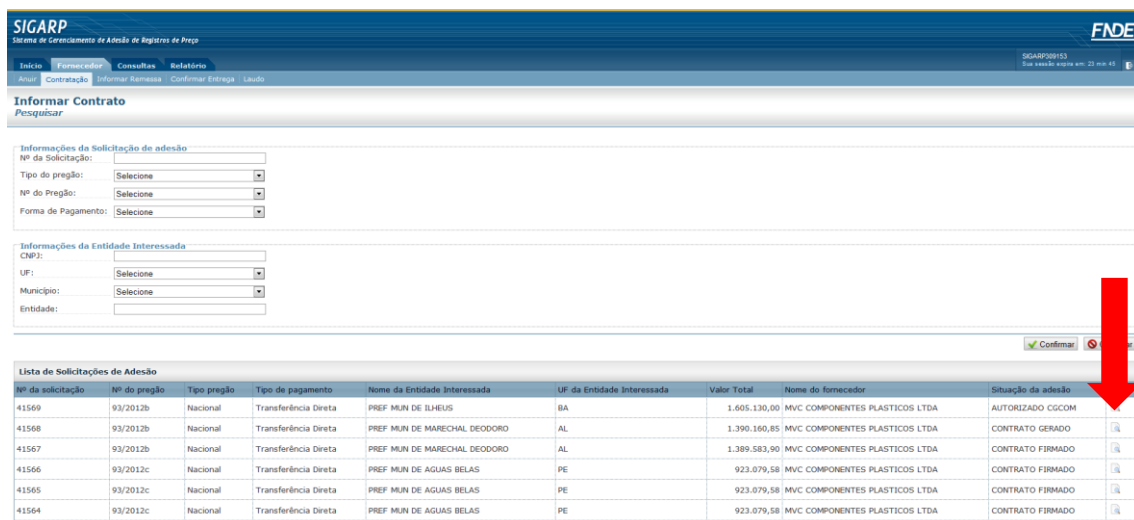 SIGARP
Sistema de Gerenciamento de Adesão de Registros de Preço
FNDE
SIGARP309153
Sua sessão expira em: 23 min 45
Início Fornecedor Consultas Relatório
Anuir Contratação Informar Remessa Confirmar Entrega Laudo
Informar Contrato
Pesquisar
Informações da Solicitação de adesão
Nº da Solicitação:
Tipo do pregão: Selecione
Nº do Pregão: Selecione
Forma de Pagamento: Selecione
Informações da Entidade Interessada
CNPJ:
UF: Selecione
Município: Selecione
Entidade:
Confirmar
Lista de Solicitações de Adesão
Nº da solicitação Nº do pregão Tipo pregão Tipo de pagamento Nome da Entidade Interessada UF da Entidade Interessada Valor Total Nome do fornecedor Situação da adesão
41569 93/2012b Nacional Transferência Direta PREF MUN DE ILHEUS BA 1.605.130,00 MVC COMPONENTES PLASTICOS LTDA AUTORIZADO CGCOM
41568 93/2012b Nacional Transferência Direta PREF MUN DE MARECHAL DEODORO AL 1.390.160,85 MVC COMPONENTES PLASTICOS LTDA CONTRATO GERADO
41567 93/2012b Nacional Transferência Direta PREF MUN DE MARECHAL DEODORO AL 1.389.583,90 MVC COMPONENTES PLASTICOS LTDA CONTRATO FIRMADO
41566 93/2012c Nacional Transferência Direta PREF MUN DE AGUAS BELAS PE 923.079,58 MVC COMPONENTES PLASTICOS LTDA CONTRATO FIRMADO
41565 93/2012c Nacional Transferência Direta PREF MUN DE AGUAS BELAS PE 923.079,58 MVC COMPONENTES PLASTICOS LTDA CONTRATO FIRMADO
41564 93/2012c Nacional Transferência Direta PREF MUN DE AGUAS BELAS PE 923.079,58 MVC COMPONENTES PLASTICOS LTDA CONTRATO FIRMADO